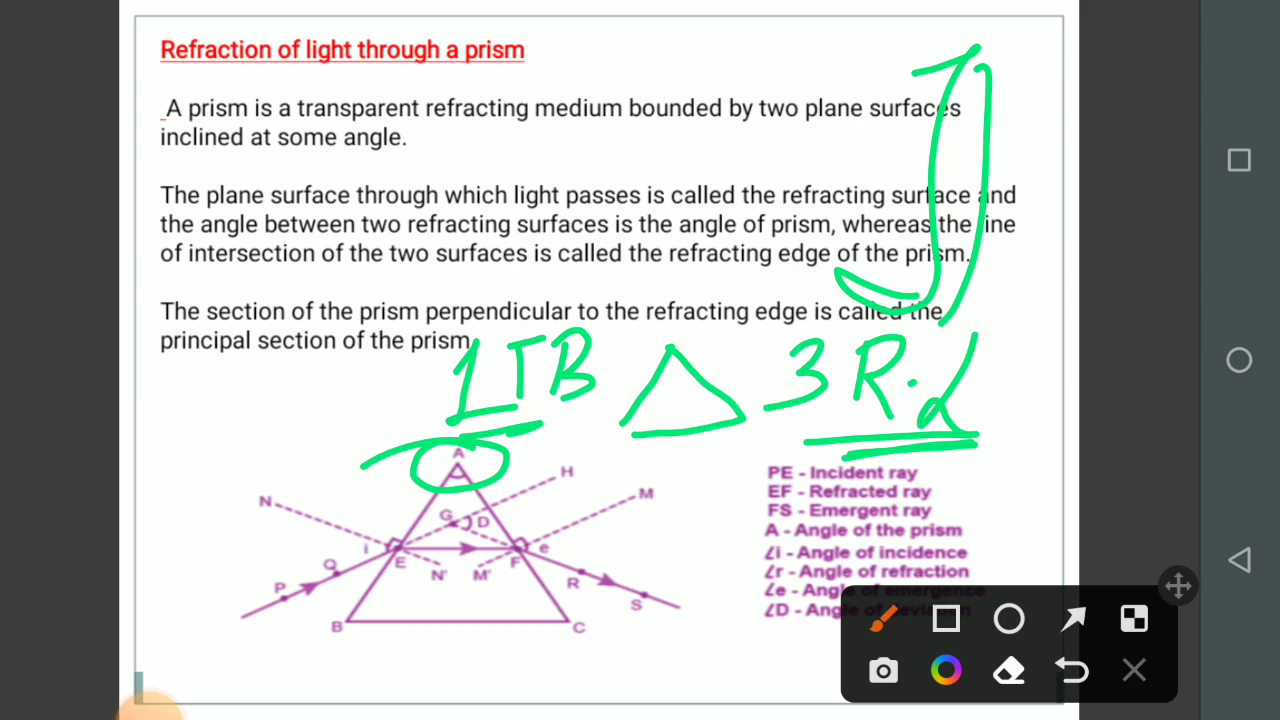 Refraction of light through a prism
A prism is a transparent refracting medium bounded by two plane surfaces
inclined at some angle.
The plane surface through which light passes is called the refracting surface and
the angle between two refracting surfaces is the angle of prism, whereas the line
of intersection of the two surfaces is called the refracting edge of the prism.
The section of the prism perpendicular to the refracting edge is called the
principal section of the prism.
1TB Δ 3 R.
A
H
N
M
G D
i e
Q E F
N' M'
P R
S
B C
PE - Incident ray
EF - Refracted ray
FS - Emergent ray
A - Angle of the prism
∠i - Angle of incidence
∠r - Angle of refraction
∠e - Angle of emergence
∠D - Angle of deviation